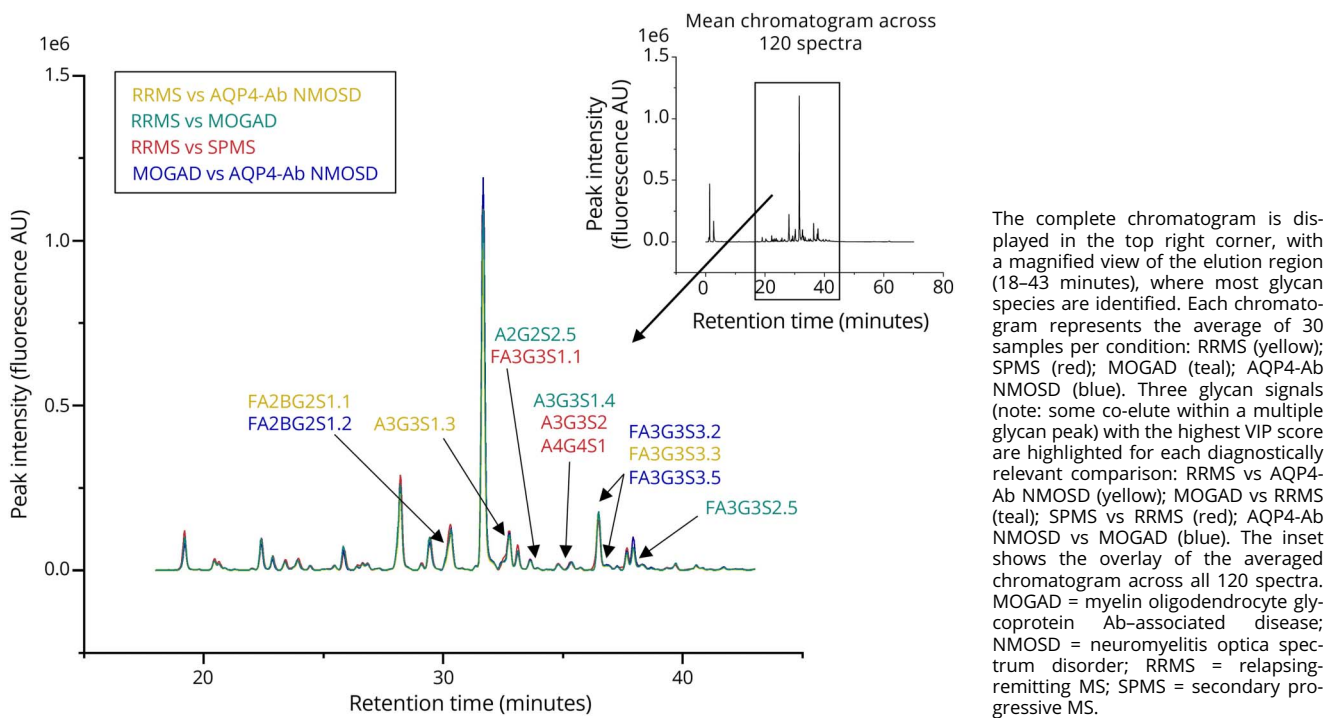 Mean chromatogram across
120 spectra
1e6
1.5
1.0
0.5
0.0
Peak intensity
(fluorescence AU)
0
20
40
60
80
Retention time (minutes)
1e6
1.5
1.0
0.5
0.0
Peak intensity (fluorescence AU)
RRMS vs AQP4-Ab NMOSD
RRMS vs MOGAD
RRMS vs SPMS
MOGAD vs AQP4-Ab NMOSD
FA2BG2S1.1
FA2BG2S1.2
A3G3S1.3
A2G2S2.5
FA3G3S1.1
A3G3S1.4
A3G3S2
A4G4S1
FA3G3S3.2
FA3G3S3.3
FA3G3S3.5
FA3G3S2.5
20
30
40
Retention time (minutes)
The complete chromatogram is dis-
played in the top right corner, with
a magnified view of the elution region
(18–43 minutes), where most glycan
species are identified. Each chromato-
gram represents the average of 30
samples per condition: RRMS (yellow);
SPMS (red); MOGAD (teal); AQP4-Ab
NMOSD (blue). Three glycan signals
(note: some co-elute within a multiple
glycan peak) with the highest VIP score
are highlighted for each diagnostically
relevant comparison: RRMS vs AQP4-
Ab NMOSD (yellow); MOGAD vs RRMS
(teal); SPMS vs RRMS (red); AQP4-Ab
NMOSD vs MOGAD (blue). The inset
shows the overlay of the averaged
chromatogram across all 120 spectra.
MOGAD = myelin oligodendrocyte gly-
coprotein Ab–associated disease;
NMOSD = neuromyelitis optica spec-
trum disorder; RRMS = relapsing-
remitting MS; SPMS = secondary pro-
gressive MS.